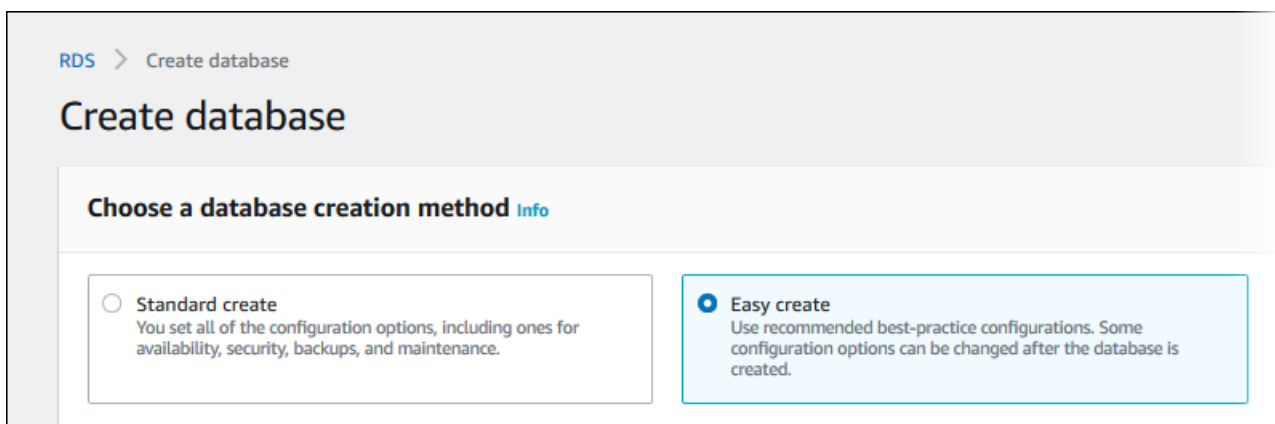 RDS > Create database
Create database
Choose a database creation method Info
Standard create
You set all of the configuration options, including ones for
availability, security, backups, and maintenance.
Easy create
Use recommended best-practice configurations. Some
configuration options can be changed after the database is
created.